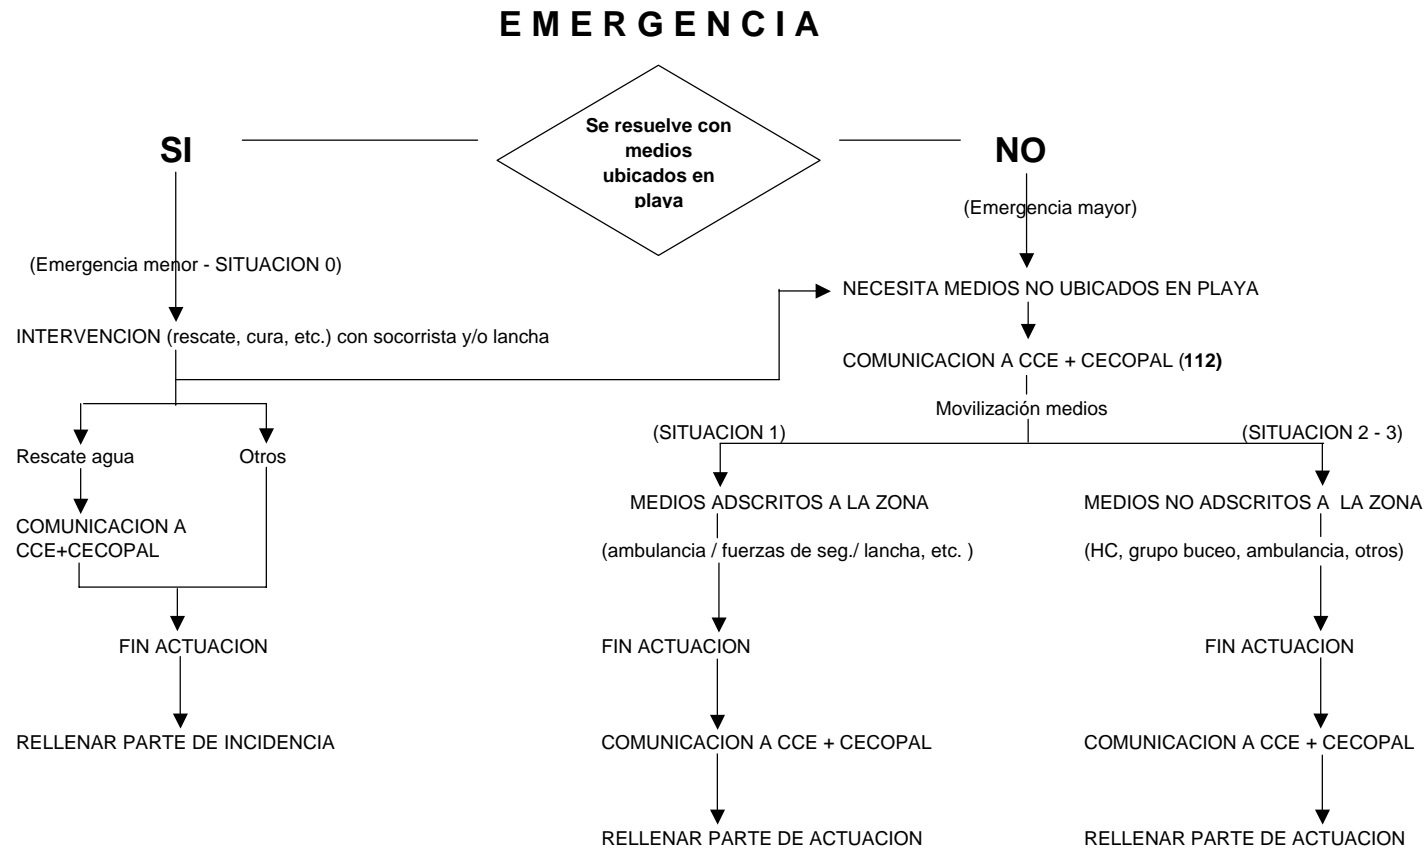 E M E R G E N C I A
Se resuelve con
medios
ubicados en
playa
SI
NO
(Emergencia mayor)
(Emergencia menor - SITUACION 0)
NECESITA MEDIOS NO UBICADOS EN PLAYA
INTERVENCION (rescate, cura, etc.) con socorrista y/o lancha
COMUNICACION A CCE + CECOPAL (112)
Movilización medios
(SITUACION 1)
(SITUACION 2 - 3)
Rescate agua
Otros
MEDIOS ADSCRITOS A LA ZONA
MEDIOS NO ADSCRITOS A LA ZONA
COMUNICACION A
CCE+CECOPAL
(ambulancia / fuerzas de seg./ lancha, etc. )
(HC, grupo buceo, ambulancia, otros)
FIN ACTUACION
FIN ACTUACION
FIN ACTUACION
RELLENAR PARTE DE INCIDENCIA
COMUNICACION A CCE + CECOPAL
COMUNICACION A CCE + CECOPAL
RELLENAR PARTE DE ACTUACION
RELLENAR PARTE DE ACTUACION